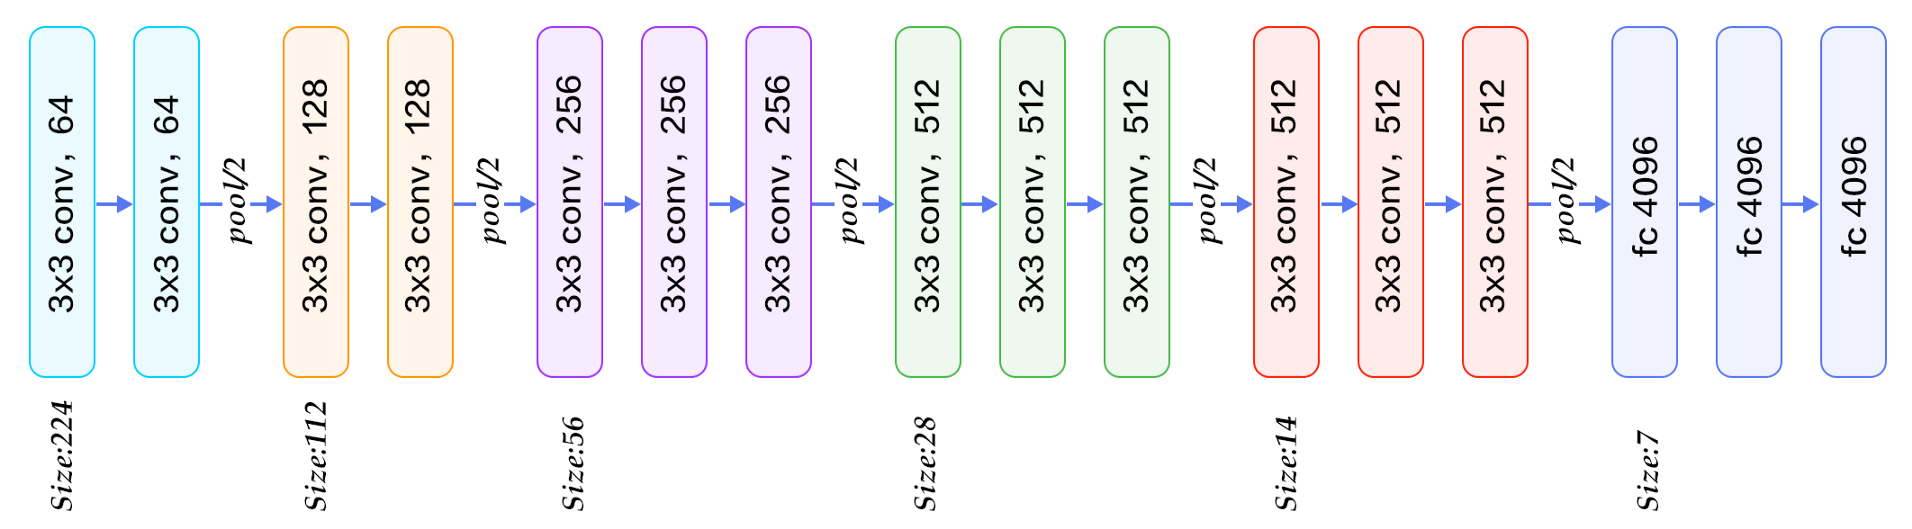 3x3 conv, 64
3x3 conv, 64
pool/2
3x3 conv, 128
3x3 conv, 128
pool/2
3x3 conv, 256
3x3 conv, 256
3x3 conv, 256
pool/2
3x3 conv, 512
3x3 conv, 512
3x3 conv, 512
pool/2
3x3 conv, 512
3x3 conv, 512
3x3 conv, 512
pool/2
fc 4096
fc 4096
fc 4096
Size:224
Size:112
Size:56
Size:28
Size:14
Size:7